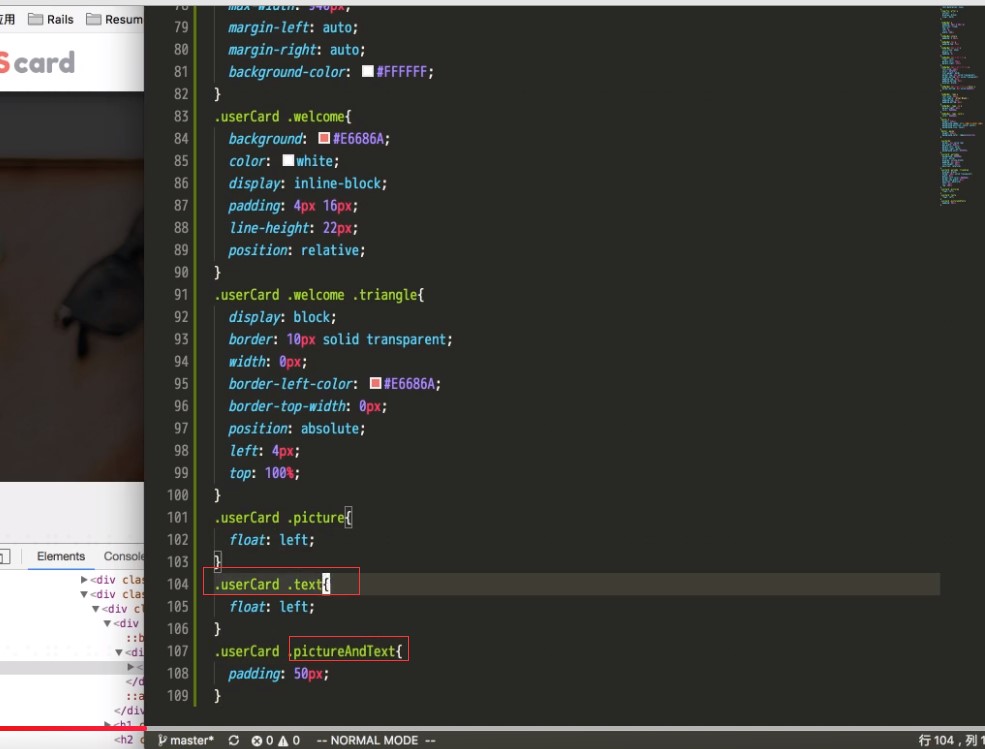 用 Rails Resum
S card
78 max-width: 940px;
79 margin-left: auto;
80 margin-right: auto;
81 background-color: #FFFFFF;
82 }
83 .userCard .welcome{
84 background: #E6686A;
85 color: white;
86 display: inline-block;
87 padding: 4px 16px;
88 line-height: 22px;
89 position: relative;
90 }
91 .userCard .welcome .triangle{
92 display: block;
93 border: 10px solid transparent;
94 width: 0px;
95 border-left-color: #E6686A;
96 border-top-width: 0px;
97 position: absolute;
98 left: 4px;
99 top: 100%;
100 }
101 .userCard .picture{
102 float: left;
103 }
104 .userCard .text{
105 float: left;
106 }
107 .userCard .pictureAndText{
108 padding: 50px;
109 }
Elements Console
▶<div clas
▼<div clas
▼<div cl
▼<div
::b
▼<di
▶<
</d
::a
</div
▶<h1
<h2 c
master* 0 0 -- NORMAL MODE -- 行 104，列 1